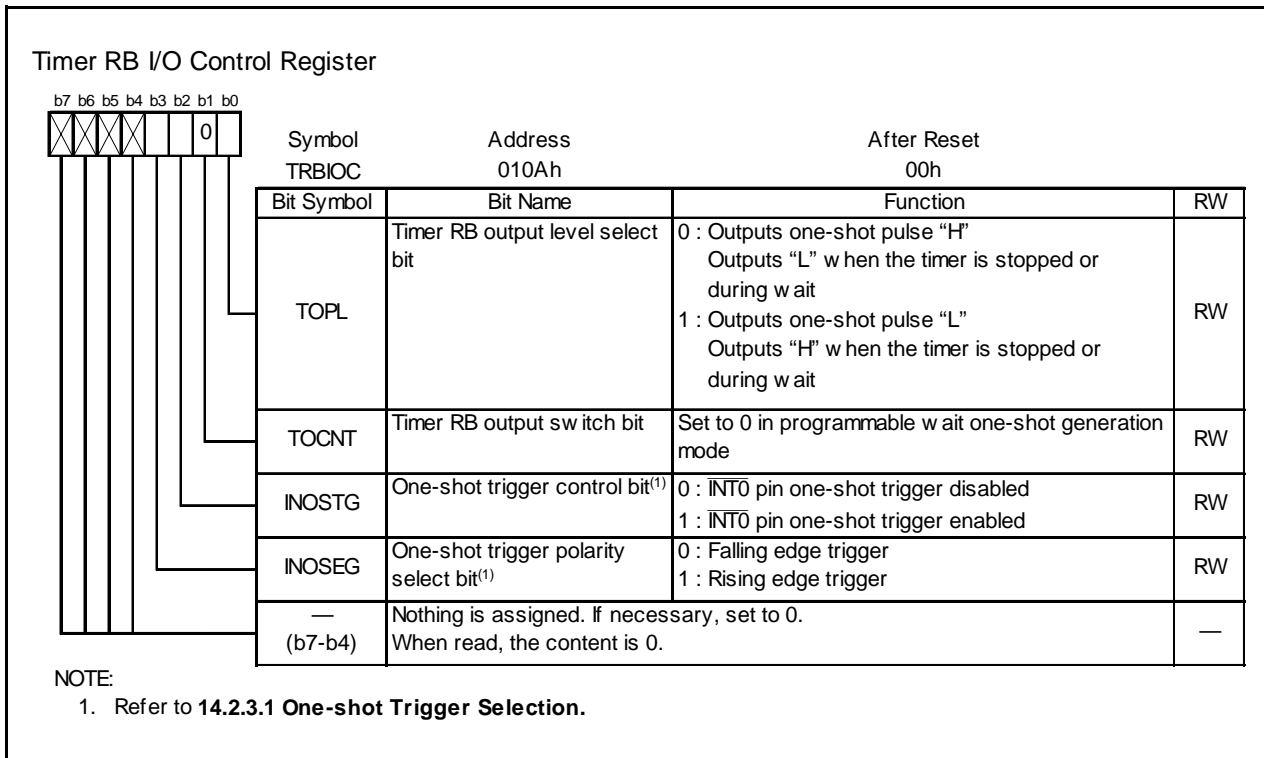 Timer RB I/O Control Register
b7 b6 b5 b4 b3 b2 b1 b0
0
Symbol Address After Reset
TRBIOC 010Ah 00h
Bit Symbol Bit Name Function RW
TOPL Timer RB output level select bit 0 : Outputs one-shot pulse “H” RW
Outputs “L” when the timer is stopped or
during wait
1 : Outputs one-shot pulse “L”
Outputs “H” when the timer is stopped or
during wait
TOCNT Timer RB output switch bit Set to 0 in programmable wait one-shot generation mode RW
INOSTG One-shot trigger control bit(1) 0 : INT0 pin one-shot trigger disabled RW
1 : INT0 pin one-shot trigger enabled
INOSEG One-shot trigger polarity select bit(1) 0 : Falling edge trigger RW
1 : Rising edge trigger
— (b7-b4) Nothing is assigned. If necessary, set to 0. —
When read, the content is 0.
NOTE:
1. Refer to 14.2.3.1 One-shot Trigger Selection.